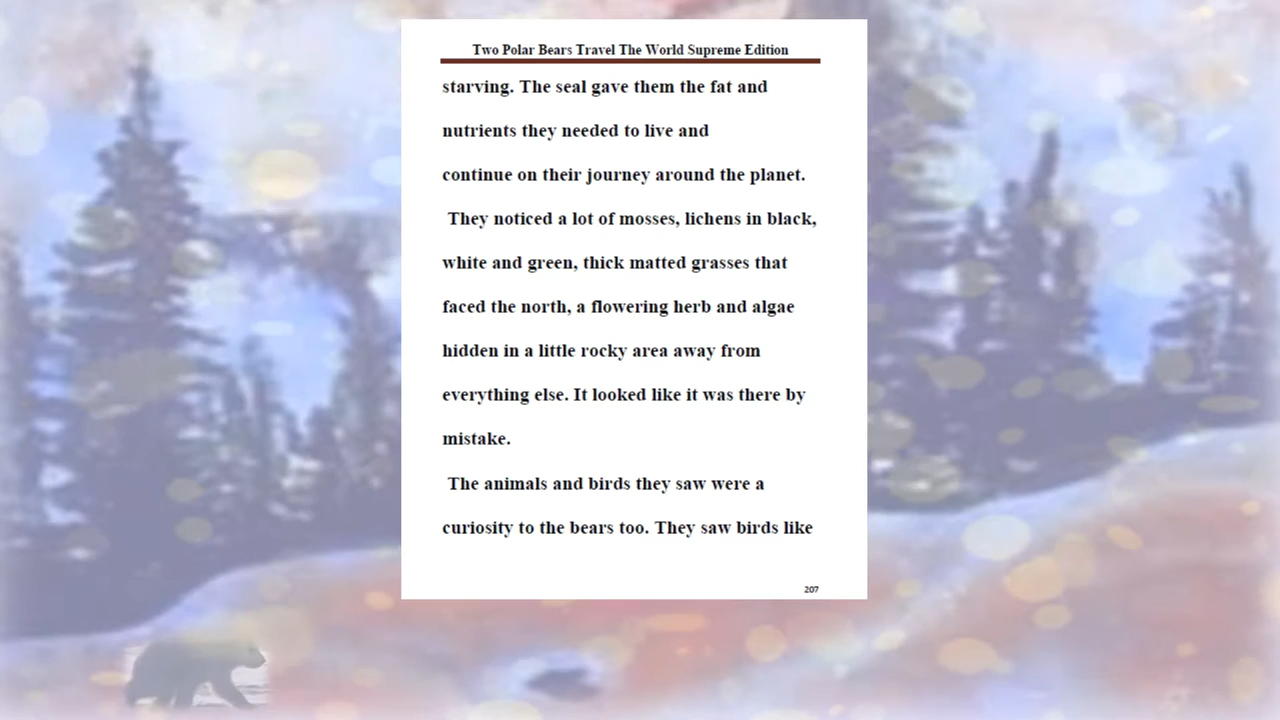 Two Polar Bears Travel The World Supreme Edition
starving. The seal gave them the fat and
nutrients they needed to live and
continue on their journey around the planet.
They noticed a lot of mosses, lichens in black,
white and green, thick matted grasses that
faced the north, a flowering herb and algae
hidden in a little rocky area away from
everything else. It looked like it was there by
mistake.
The animals and birds they saw were a
curiosity to the bears too. They saw birds like
207